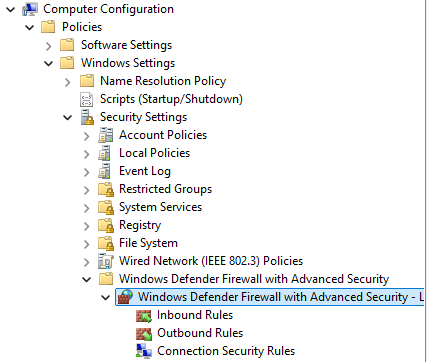 Computer Configuration
Policies
Software Settings
Windows Settings
Name Resolution Policy
Scripts (Startup/Shutdown)
Security Settings
Account Policies
Local Policies
Event Log
Restricted Groups
System Services
Registry
File System
Wired Network (IEEE 802.3) Policies
Windows Defender Firewall with Advanced Security
Windows Defender Firewall with Advanced Security - L
Inbound Rules
Outbound Rules
Connection Security Rules